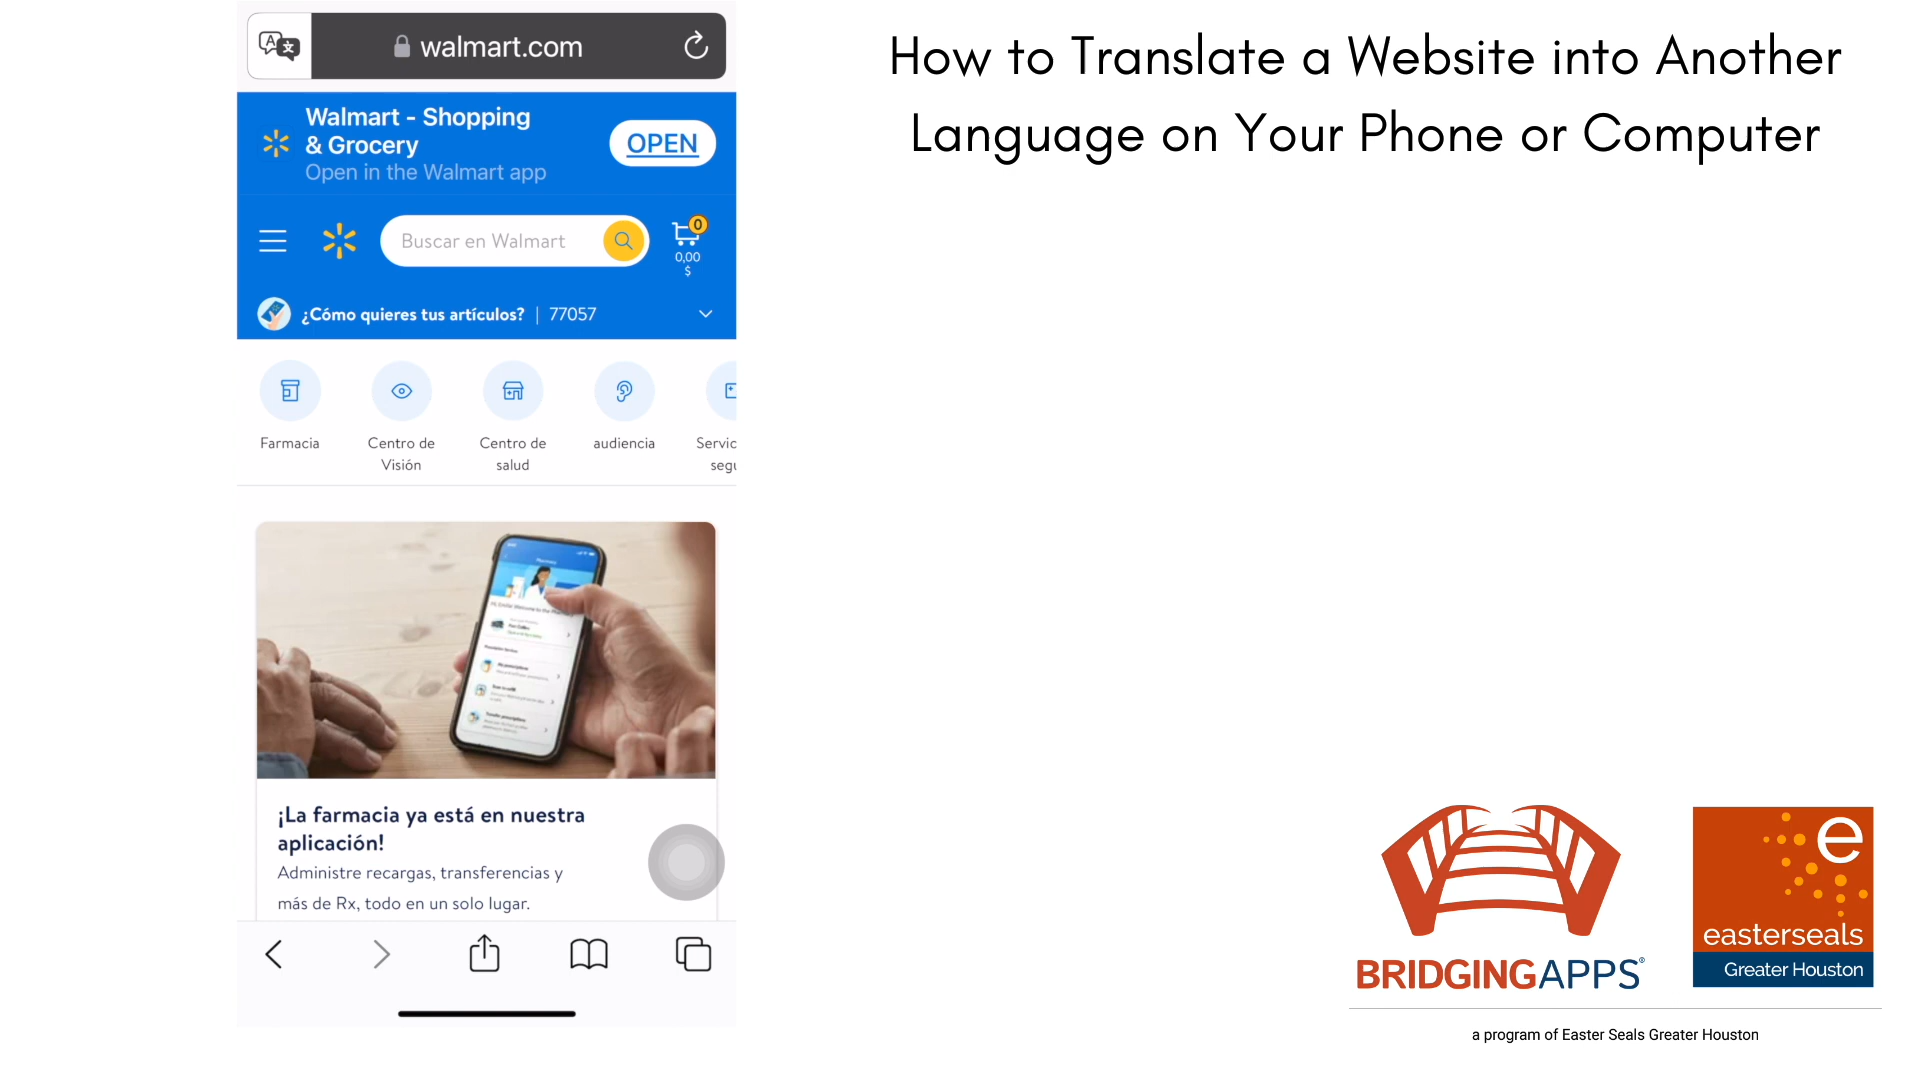 How to Translate a Website into Another
Language on Your Phone or Computer
walmart.com
Walmart - Shopping
& Grocery
Open in the Walmart app
OPEN
Buscar en Walmart
0
0,00
$
¿Cómo quieres tus artículos? | 77057
Farmacia
Centro de
Visión
Centro de
salud
audiencia
Servic
segu
¡La farmacia ya está en nuestra
aplicación!
Administre recargas, transferencias y
más de Rx, todo en un solo lugar.
BRIDGINGAPPS®
e
easterseals
Greater Houston
a program of Easter Seals Greater Houston